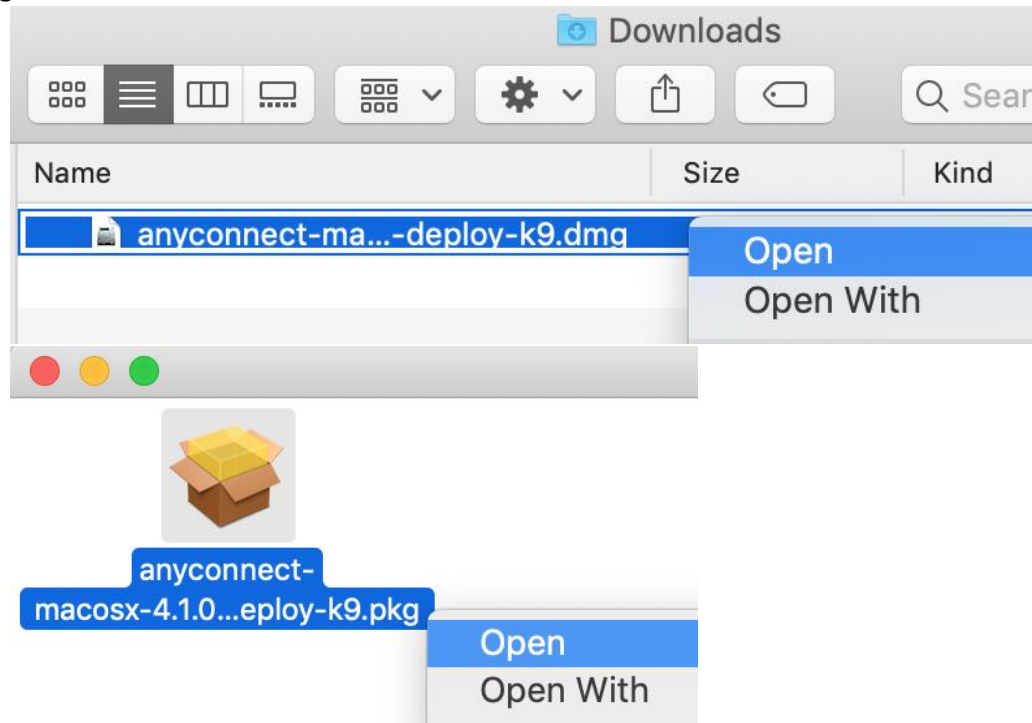 Downloads
Sear
Name Size Kind
anyconnect-ma...-deploy-k9.dmg
Open
Open With
anyconnect-
macosx-4.1.0...eploy-k9.pkg
Open
Open With